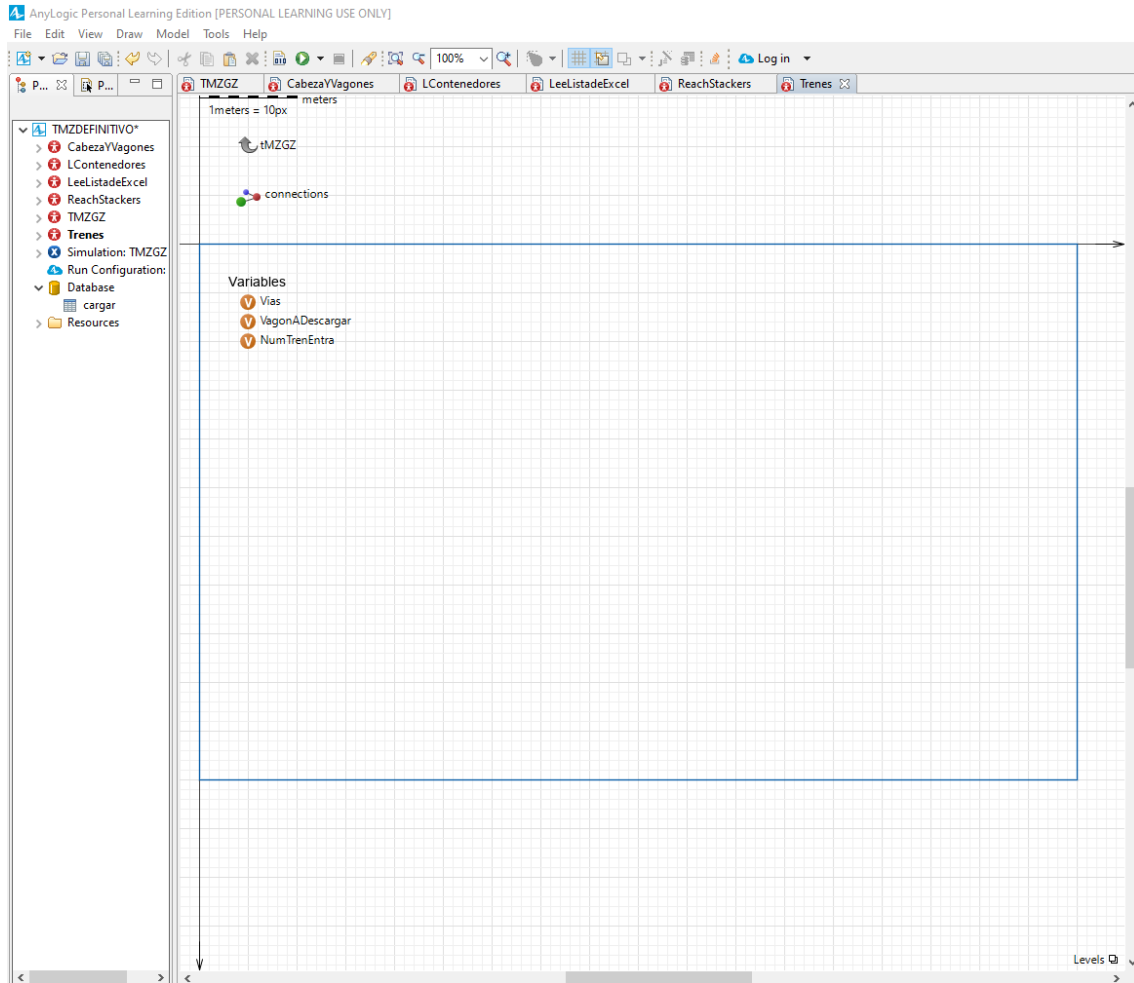 AnyLogic Personal Learning Edition [PERSONAL LEARNING USE ONLY]
File Edit View Draw Model Tools Help
100% Log in
P... P... TMZGZ CabezaYVagones LContenedores LeeListadeExcel ReachStackers Trenes
meters
1meters = 10px
TMZDEFINITIVO*
CabezaYVagones
LContenedores
LeeListadeExcel
ReachStackers
TMZGZ
Trenes
Simulation: TMZGZ
Run Configuration:
Database
cargar
Resources
tMZGZ
connections
Variables
V Vias
V VagonADescargar
V NumTrenEntra
Levels